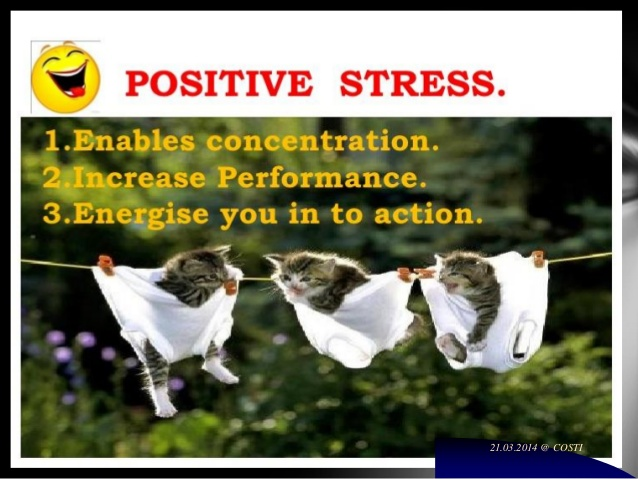 POSITIVE STRESS.
1.Enables concentration.
2.Increase Performance.
3.Energise you in to action.
21.03.2014 @ COSTI